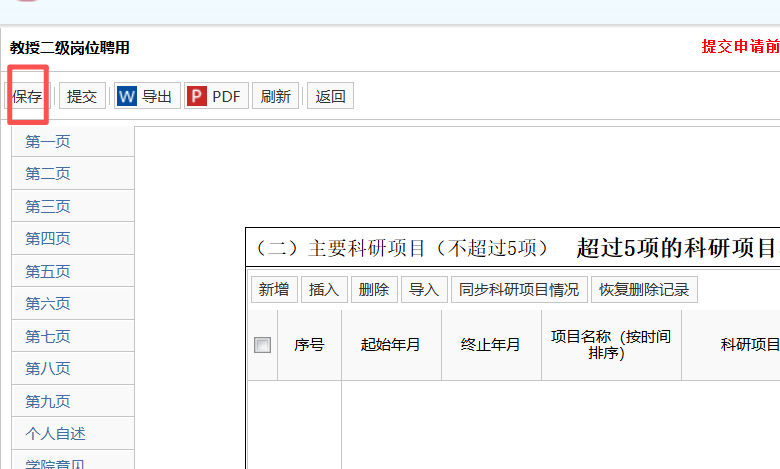 教授二级岗位聘用
提交申请前
保存 提交 导出 PDF 刷新 返回
第一页
第二页
第三页
第四页
第五页
第六页
第七页
第八页
第九页
个人自述
学院意见
（二）主要科研项目（不超过5项） 超过5项的科研项目
新增 插入 删除 导入 同步科研项目情况 恢复删除记录
序号 起始年月 终止年月 项目名称（按时间排序） 科研项目